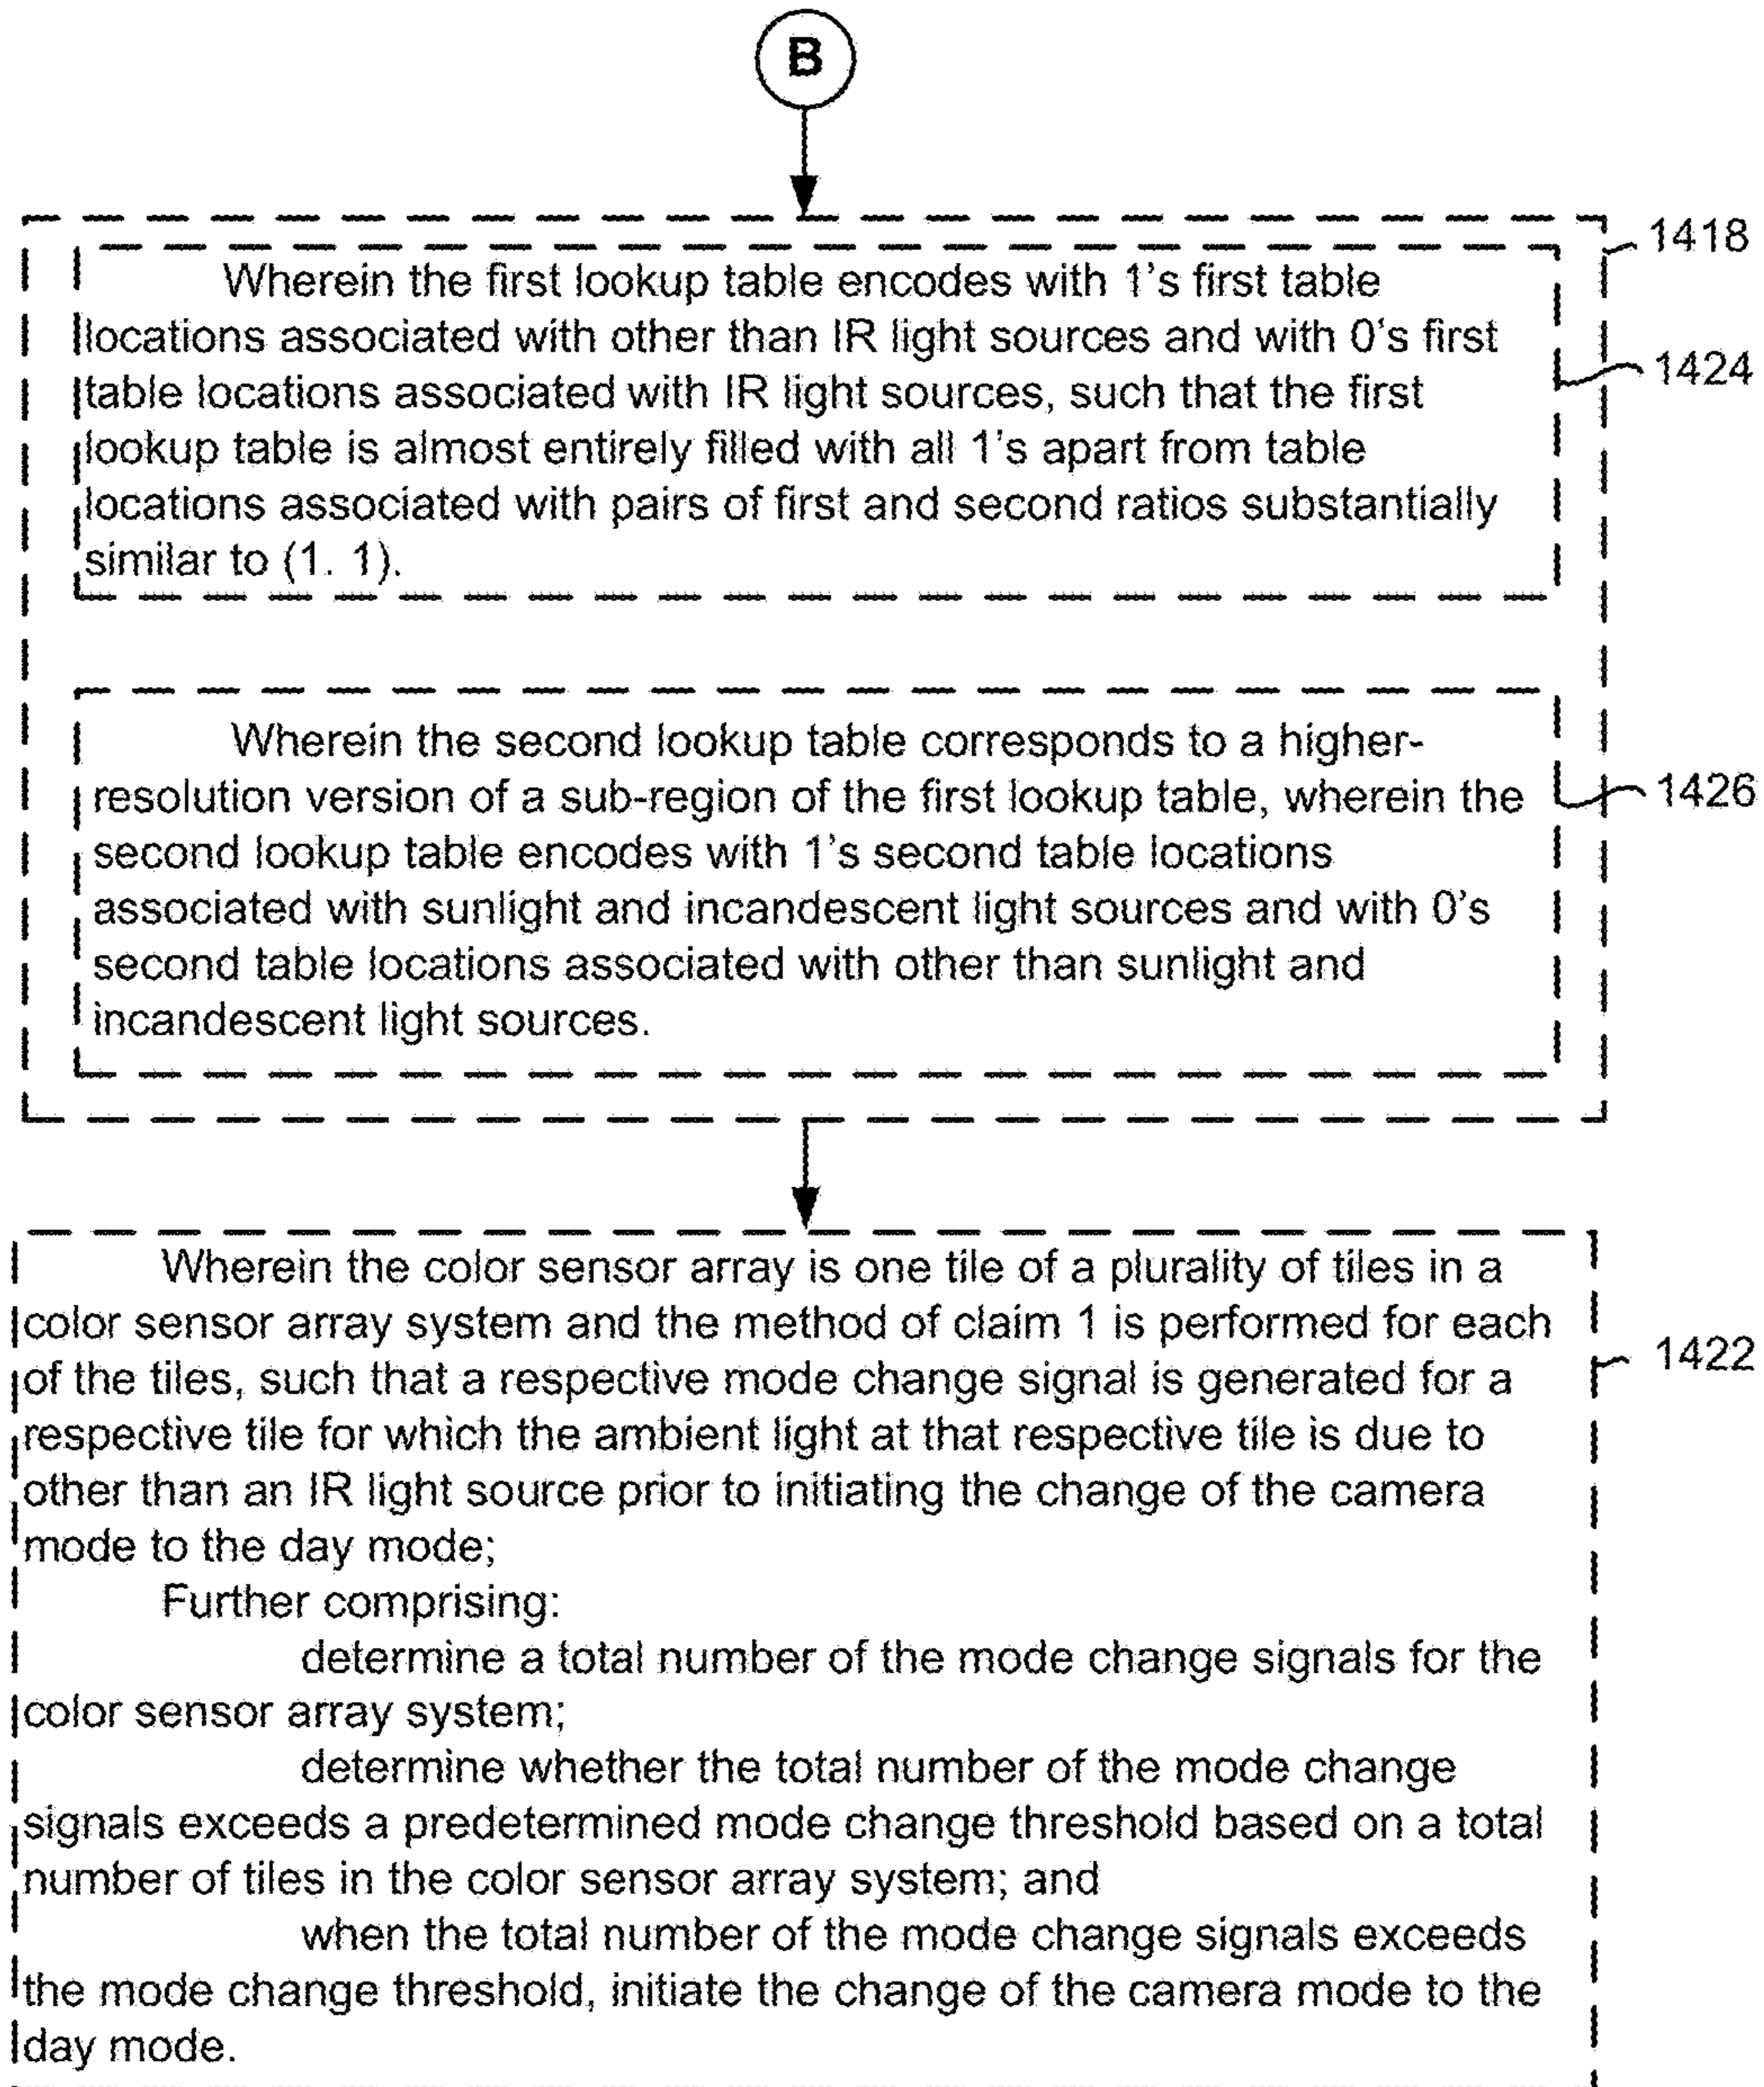 B
1418
Wherein the first lookup table encodes with 1's first table
locations associated with other than IR light sources and with 0's first
table locations associated with IR light sources, such that the first
1424
lookup table is almost entirely filled with all 1's apart from table
locations associated with pairs of first and second ratios substantially
similar to (1. 1).
Wherein the second lookup table corresponds to a higher-
resolution version of a sub-region of the first lookup table, wherein the
1426
second lookup table encodes with 1's second table locations
associated with sunlight and incandescent light sources and with 0's
second table locations associated with other than sunlight and
incandescent light sources.
Wherein the color sensor array is one tile of a plurality of tiles in a
color sensor array system and the method of claim 1 is performed for each
1422
of the tiles, such that a respective mode change signal is generated for a
respective tile for which the ambient light at that respective tile is due to
other than an IR light source prior to initiating the change of the camera
mode to the day mode;
Further comprising:
determine a total number of the mode change signals for the
color sensor array system;
determine whether the total number of the mode change
signals exceeds a predetermined mode change threshold based on a total
number of tiles in the color sensor array system; and
when the total number of the mode change signals exceeds
the mode change threshold, initiate the change of the camera mode to the
day mode.